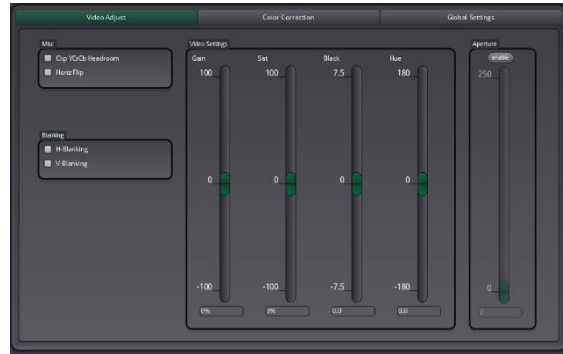 Video Adjust
Color Correction
Global Settings
Misc
Clip YCrCb Headroom
Horiz Flip
Blanking
H-Blanking
V-Blanking
Video Settings
Gain Sat Black Hue
100 100 7.5 180
0 0 0 0
-100 -100 -7.5 -180
0% 0% 0.0 0.0
Aperture
enable
250
0
0